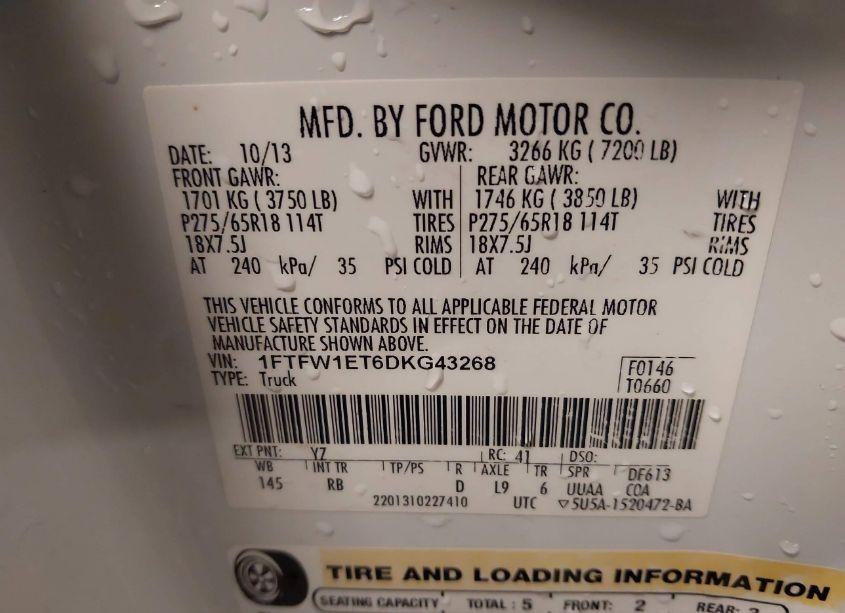 MFD. BY FORD MOTOR CO.
DATE: 10/13 GVWR: 3266 KG ( 7200 LB)
FRONT GAWR: REAR GAWR:
1701 KG ( 3750 LB) WITH 1746 KG ( 3850 LB) WITH
P275/65R18 114T TIRES P275/65R18 114T TIRES
18X7.5J RIMS 18X7.5J RIMS
AT 240 kPa/ 35 PSI COLD AT 240 kPa/ 35 PSI COLD
THIS VEHICLE CONFORMS TO ALL APPLICABLE FEDERAL MOTOR
VEHICLE SAFETY STANDARDS IN EFFECT ON THE DATE OF
MANUFACTURE SHOWN ABOVE.
VIN: 1FTFW1ET6DKG43268 F0146
TYPE: Truck T0660
EXT PNT: YZ RC: 41 DSO:
WB INT TR TP/PS R AXLE TR SPR DF613
145 RB D L9 6 UUAA COA
2201310227410 UTC ▽5U5A-1520472-BA
TIRE AND LOADING INFORMATION
SEATING CAPACITY TOTAL : 5 FRONT: 2 REAR: 3